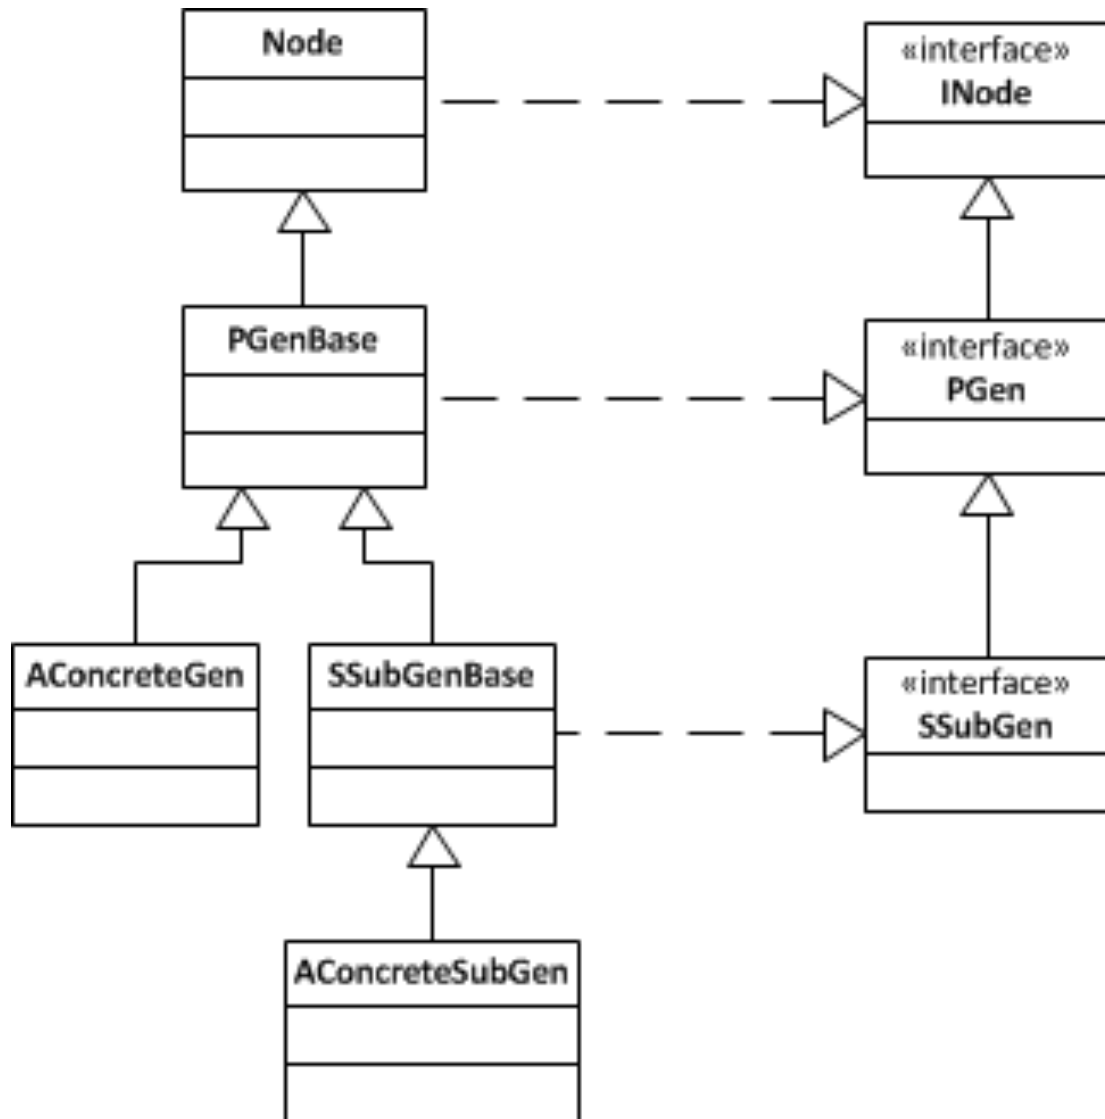 Node
«interface»
INode
PGenBase
«interface»
PGen
AConcreteGen
SSubGenBase
«interface»
SSubGen
AConcreteSubGen